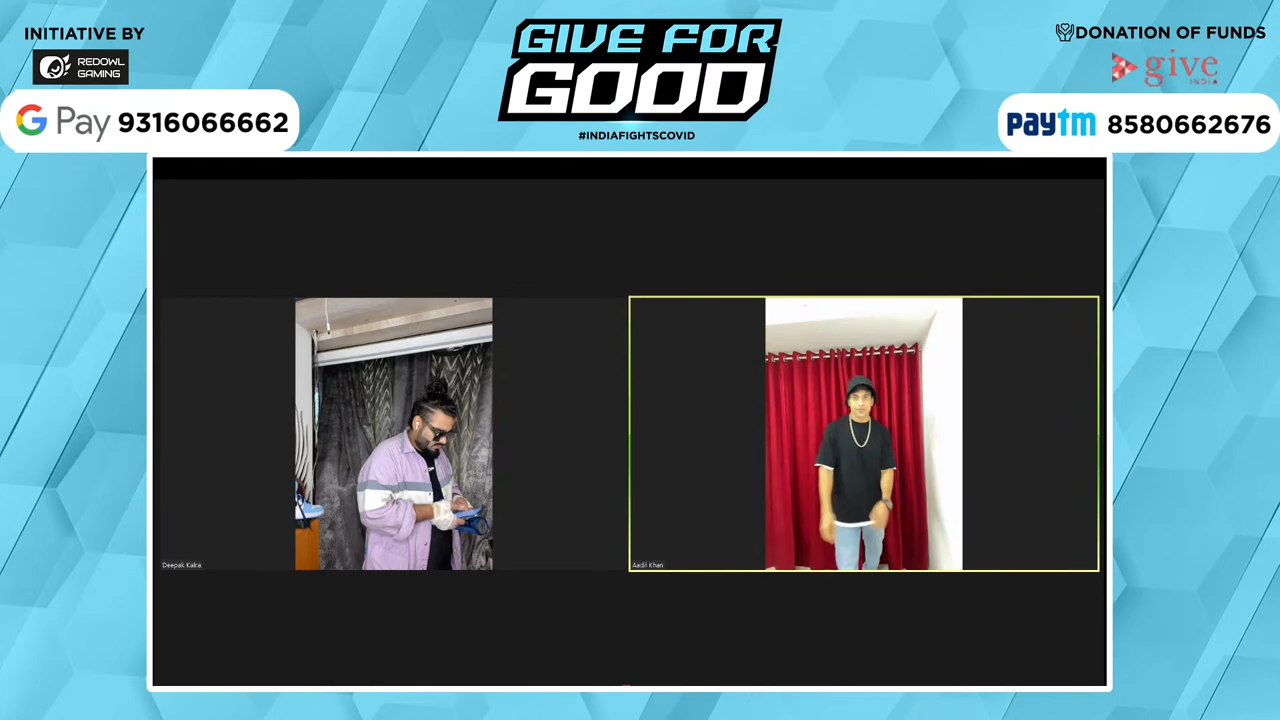 INITIATIVE BY
REDOWL
GAMING
G Pay 9316066662
GIVE FOR
GOOD
#INDIAFIGHTSCOVID
DONATION OF FUNDS
give
INDIA
paytm 8580662676
Deepak Kalra
Aadil Khan